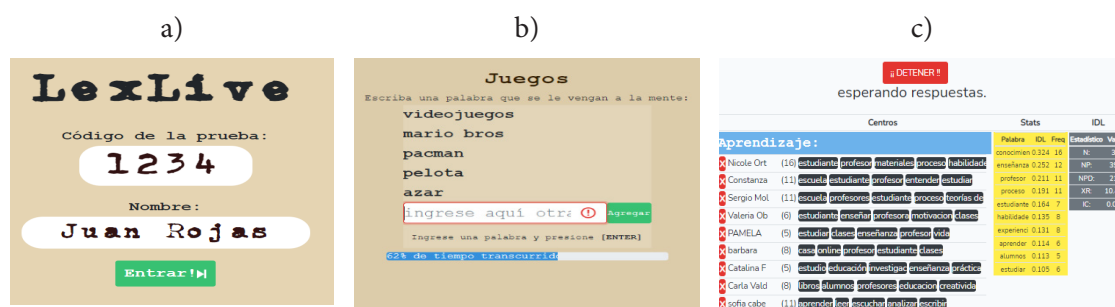 a)
LexLive
Código de la prueba:
1234
Nombre:
Juan Rojas
Entrar!
b)
Juegos
Escriba una palabra que se le vengan a la mente:
videojuegos
mario bros
pacman
pelota
azar
ingrese aquí otra
Agregar
Ingrese una palabra y presione [ENTER]
62% de tiempo transcurrido
c)
¡¡ DETENER !!
esperando respuestas.
Centros
Aprendizaje:
x Nicole Ort (16) estudiante profesor materiales proceso habilidade
x Constanza (11) escuela estudiante profesor entender estudiar
x Sergio Mol (11) escuela profesores estudiante proceso teorías de
x Valeria Ob (6) estudiante enseñar profesora motivacion clases
x PAMELA (5) estudiar clases enseñanza profesor vida
x barbara (8) casa online profesor estudiante clases
x Catalina F (5) estudio educación investigac enseñanza práctica
x Carla Vald (8) libros alumnos profesores educacion creativida
x sofia cabe (11) aprender leer escuchar analizar escribir
Stats
Palabra IDL Freq
conocimien 0.324 16
enseñanza 0.252 12
profesor 0.211 11
proceso 0.191 11
estudiante 0.164 7
habilidade 0.135 8
experienci 0.131 8
aprender 0.114 6
alumnos 0.113 5
estudiar 0.105 6
IDL
Estadístico Va
N: 3
NP: 
NPD: 2
XR: 10.
IC: 0.0